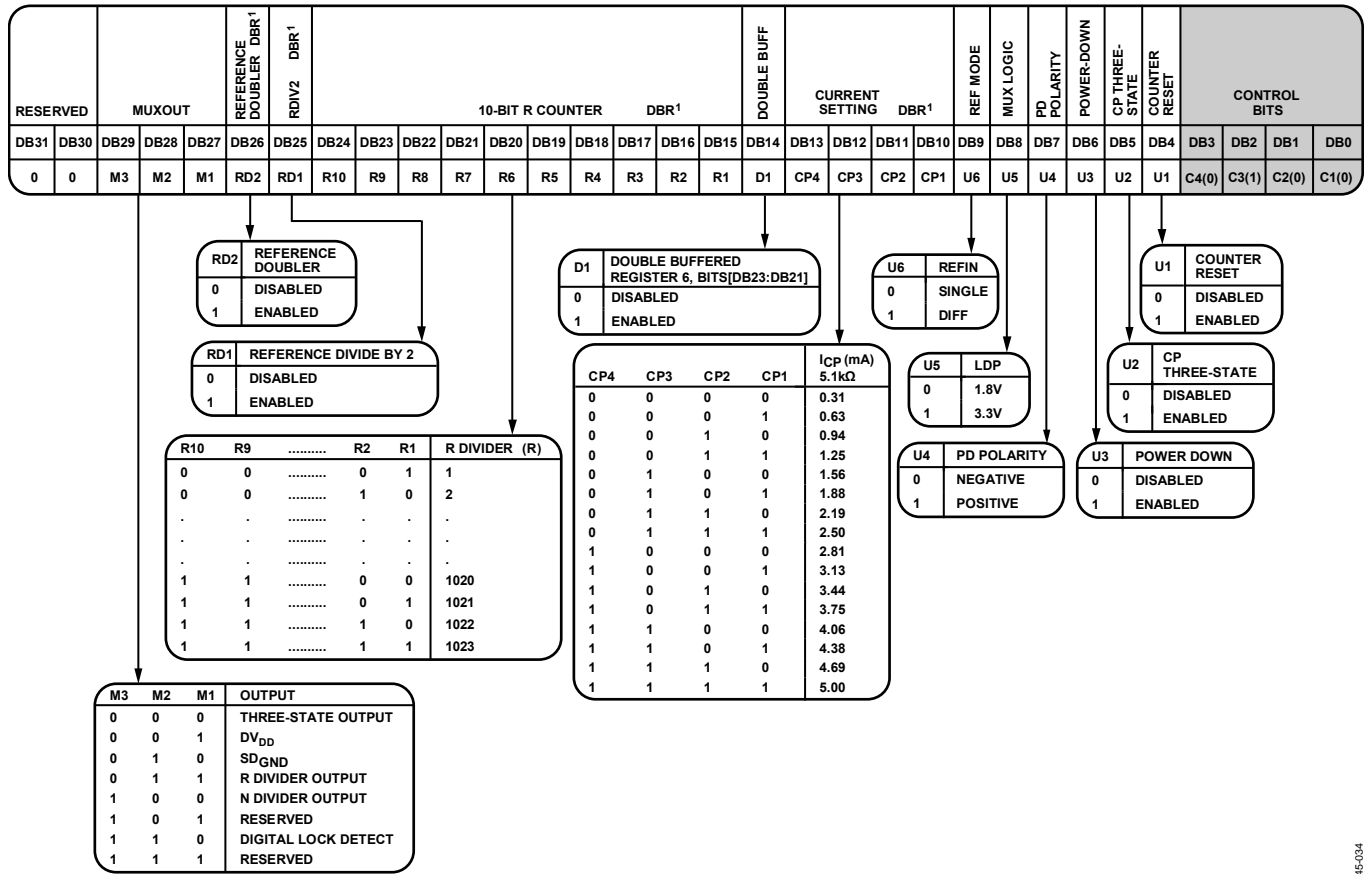 RESERVED MUXOUT REFERENCE DOUBLER DBR1 RDIV2 DBR1 10-BIT R COUNTER DBR1 DOUBLE BUFF CURRENT SETTING DBR1 REF MODE MUX LOGIC PD POLARITY POWER-DOWN CP THREE-STATE COUNTER RESET CONTROL BITS
DB31 DB30 DB29 DB28 DB27 DB26 DB25 DB24 DB23 DB22 DB21 DB20 DB19 DB18 DB17 DB16 DB15 DB14 DB13 DB12 DB11 DB10 DB9 DB8 DB7 DB6 DB5 DB4 DB3 DB2 DB1 DB0
0 0 M3 M2 M1 RD2 RD1 R10 R9 R8 R7 R6 R5 R4 R3 R2 R1 D1 CP4 CP3 CP2 CP1 U6 U5 U4 U3 U2 U1 C4(0) C3(1) C2(0) C1(0)
RD2 REFERENCE DOUBLER
0 DISABLED
1 ENABLED
RD1 REFERENCE DIVIDE BY 2
0 DISABLED
1 ENABLED
R10 R9 .......... R2 R1 R DIVIDER (R)
0 0 .......... 0 1 1
0 0 .......... 1 0 2
. . .......... . . .
. . .......... . . .
. . .......... . . .
1 1 .......... 0 0 1020
1 1 .......... 0 1 1021
1 1 .......... 1 0 1022
1 1 .......... 1 1 1023
M3 M2 M1 OUTPUT
0 0 0 THREE-STATE OUTPUT
0 0 1 DVDD
0 1 0 SDGND
0 1 1 R DIVIDER OUTPUT
1 0 0 N DIVIDER OUTPUT
1 0 1 RESERVED
1 1 0 DIGITAL LOCK DETECT
1 1 1 RESERVED
D1 DOUBLE BUFFERED
REGISTER 6, BITS[DB23:DB21]
0 DISABLED
1 ENABLED
ICP (mA)
CP4 CP3 CP2 CP1 5.1kΩ
0 0 0 0 0.31
0 0 0 1 0.63
0 0 1 0 0.94
0 0 1 1 1.25
0 1 0 0 1.56
0 1 0 1 1.88
0 1 1 0 2.19
0 1 1 1 2.50
1 0 0 0 2.81
1 0 0 1 3.13
1 0 1 0 3.44
1 0 1 1 3.75
1 1 0 0 4.06
1 1 0 1 4.38
1 1 1 0 4.69
1 1 1 1 5.00
U6 REFIN
0 SINGLE
1 DIFF
U5 LDP
0 1.8V
1 3.3V
U4 PD POLARITY
0 NEGATIVE
1 POSITIVE
U3 POWER DOWN
0 DISABLED
1 ENABLED
U2 CP THREE-STATE
0 DISABLED
1 ENABLED
U1 COUNTER RESET
0 DISABLED
1 ENABLED
45-034